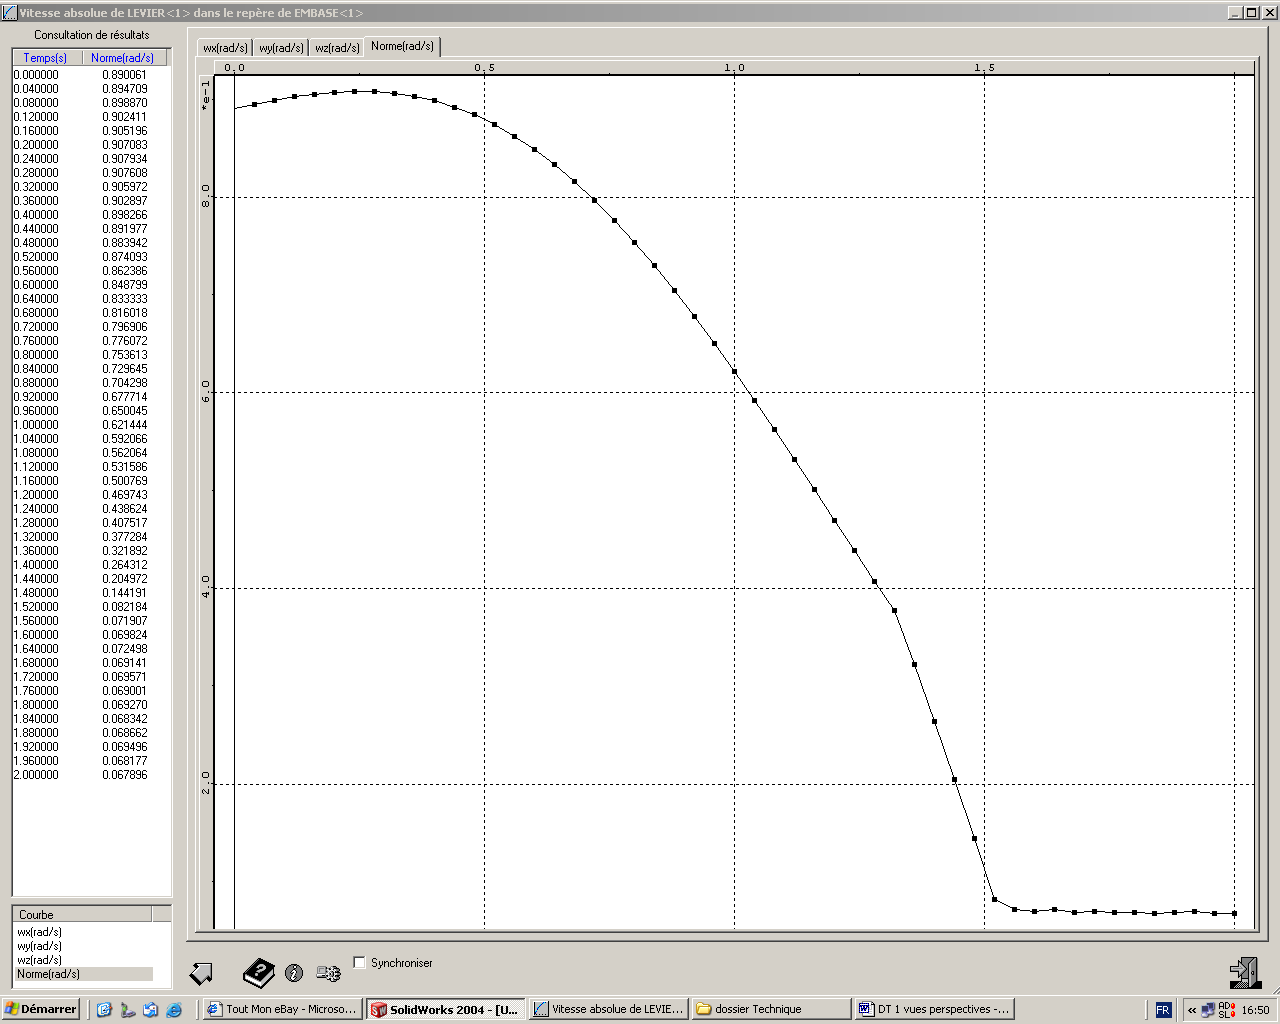 Vitesse absolue de LEVIER<1> dans le repère de EMBASE<1>
Consultation de résultats
Temps(s) Norme(rad/s)
0.000000 0.890061
0.040000 0.894709
0.080000 0.898870
0.120000 0.902411
0.160000 0.905196
0.200000 0.907083
0.240000 0.907934
0.280000 0.907608
0.320000 0.905972
0.360000 0.902897
0.400000 0.898266
0.440000 0.891977
0.480000 0.883942
0.520000 0.874093
0.560000 0.862386
0.600000 0.848799
0.640000 0.833333
0.680000 0.816018
0.720000 0.796906
0.760000 0.776072
0.800000 0.753613
0.840000 0.729645
0.880000 0.704298
0.920000 0.677714
0.960000 0.650045
1.000000 0.621444
1.040000 0.592066
1.080000 0.562064
1.120000 0.531586
1.160000 0.500769
1.200000 0.469743
1.240000 0.438624
1.280000 0.407517
1.320000 0.377284
1.360000 0.321892
1.400000 0.264312
1.440000 0.204972
1.480000 0.144191
1.520000 0.082184
1.560000 0.071907
1.600000 0.069824
1.640000 0.072498
1.680000 0.069141
1.720000 0.069571
1.760000 0.069001
1.800000 0.069270
1.840000 0.068342
1.880000 0.068662
1.920000 0.069496
1.960000 0.068177
2.000000 0.067896
Courbe
wx(rad/s)
wy(rad/s)
wz(rad/s)
Norme(rad/s)
wx(rad/s) wy(rad/s) wz(rad/s) Norme(rad/s)
0.0 0.5 1.0 1.5
*e-1
8.0
6.0
4.0
2.0
Synchroniser
Démarrer
Tout Mon eBay - Microso...
SolidWorks 2004 - [U...
Vitesse absolue de LEVIE...
dossier Technique
DT 1 vues perspectives -...
FR
AD
SL
16:50